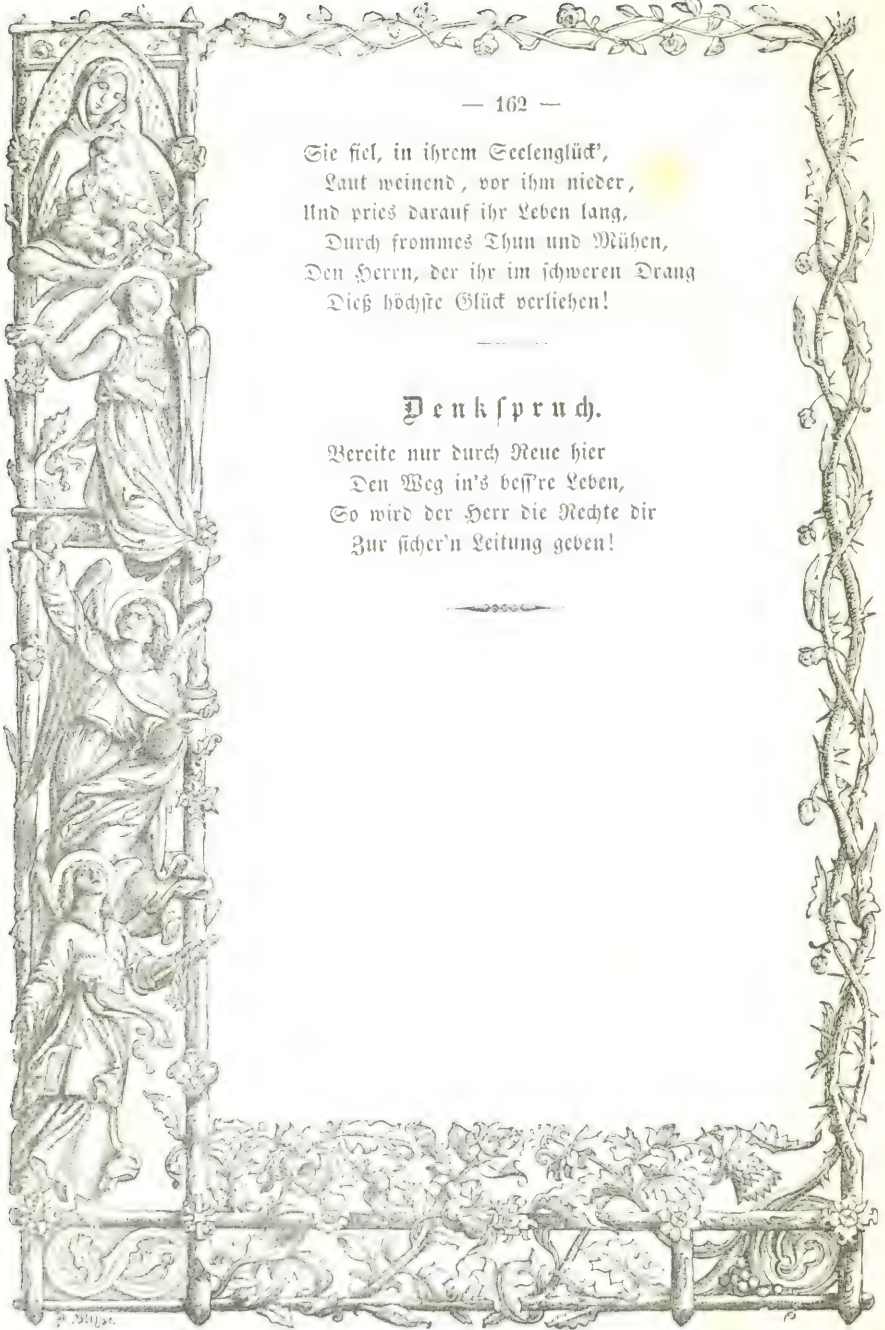 — 162 —
Sie fiel, in ihrem Seelenglück',
Laut weinend, vor ihm nieder,
Und pries darauf ihr Leben lang,
Durch frommes Thun und Mühen,
Den Herrn, der ihr im schweren Drang
Dieß höchste Glück verliehen!
Denkspruch.
Bereite nur durch Reue hier
Den Weg in's bess're Leben,
So wird der Herr die Rechte dir
Zur sicher'n Leitung geben!